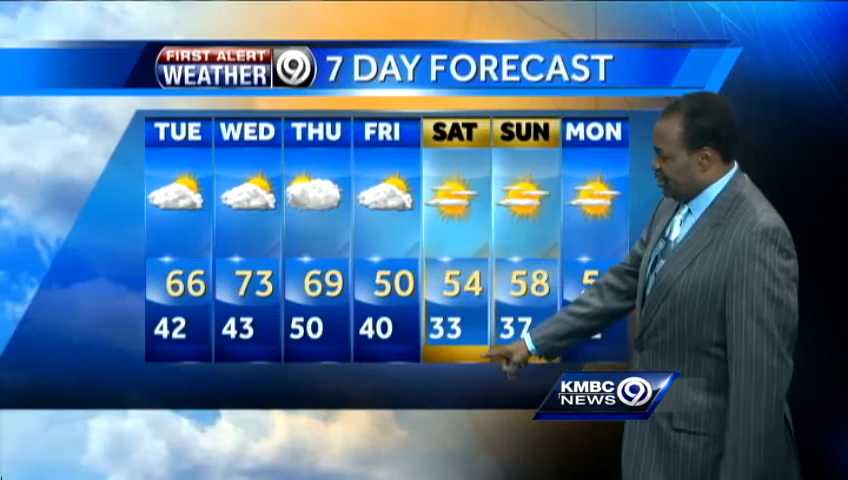 FIRST ALERT
WEATHER 9 7 DAY FORECAST
TUE WED THU FRI SAT SUN MON
66 73 69 50 54 58 5
42 43 50 40 33 37
KMBC 9
NEWS